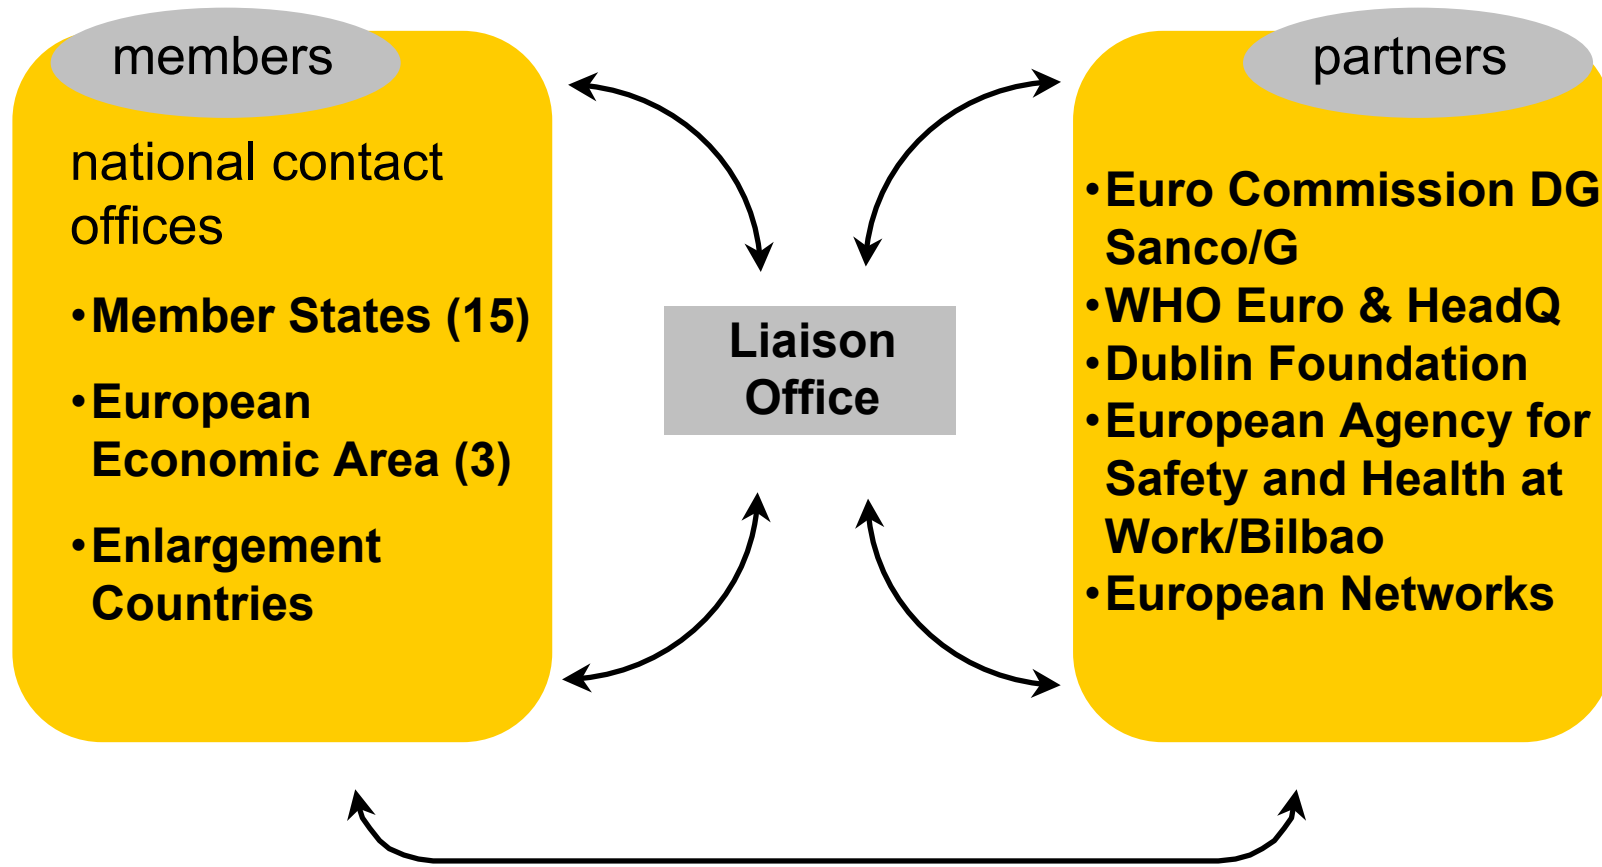 members
national contact
offices
•Member States (15)
•European
Economic Area (3)
•Enlargement
Countries
Liaison
Office
partners
•Euro Commission DG
Sanco/G
•WHO Euro & HeadQ
•Dublin Foundation
•European Agency for
Safety and Health at
Work/Bilbao
•European Networks